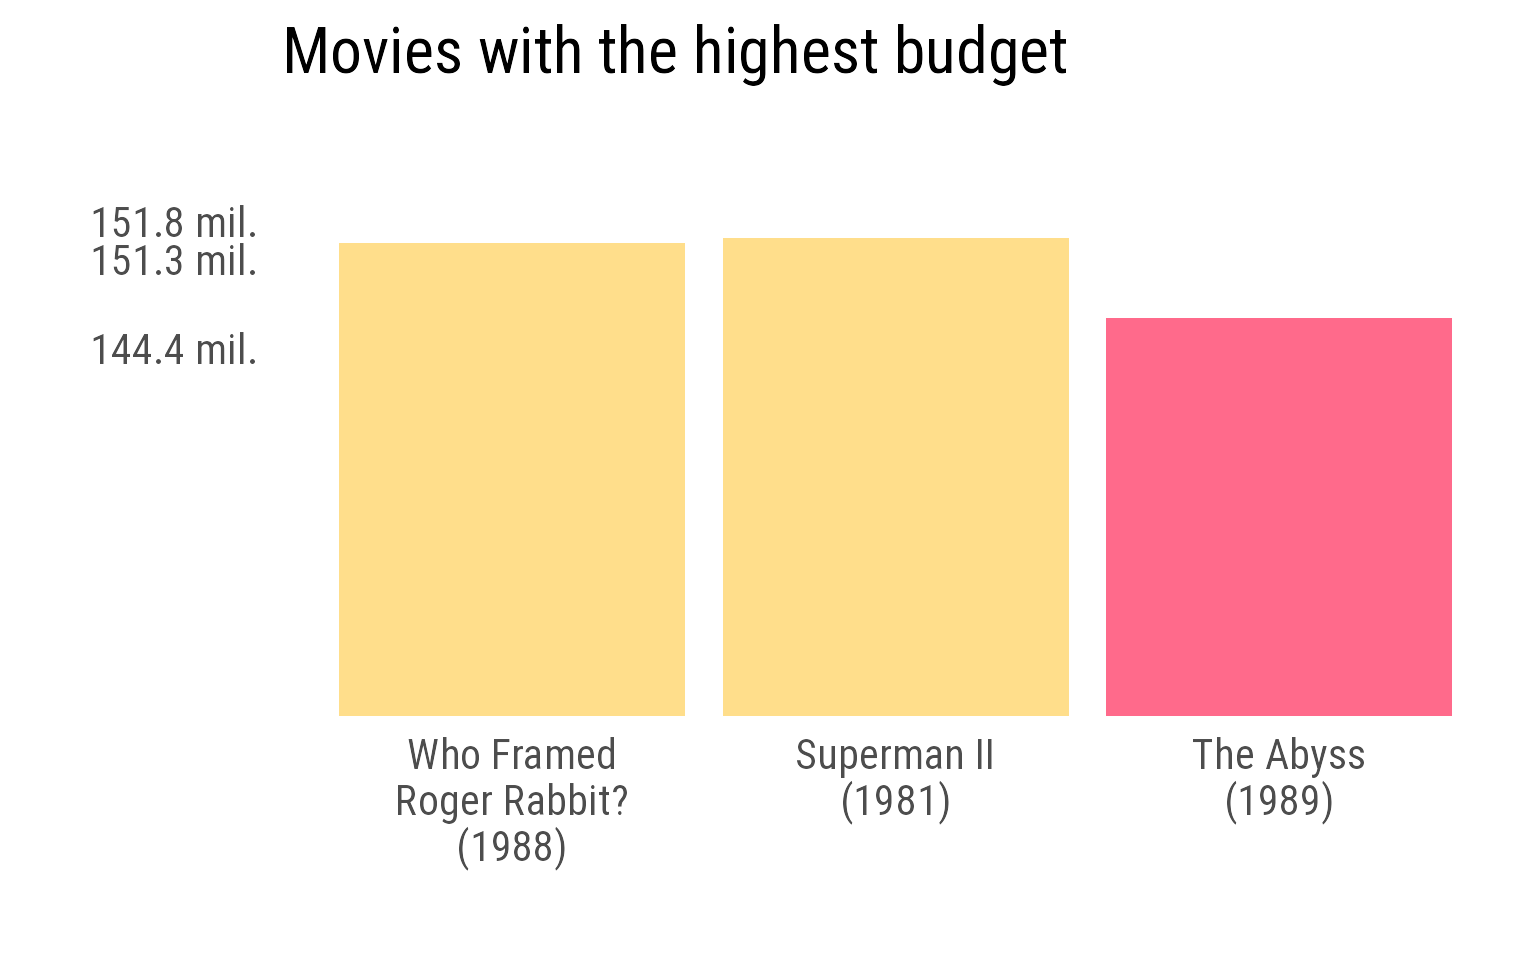 Movies with the highest budget
151.8 mil.
151.3 mil.
144.4 mil.
Who Framed
Roger Rabbit?
(1988)
Superman II
(1981)
The Abyss
(1989)